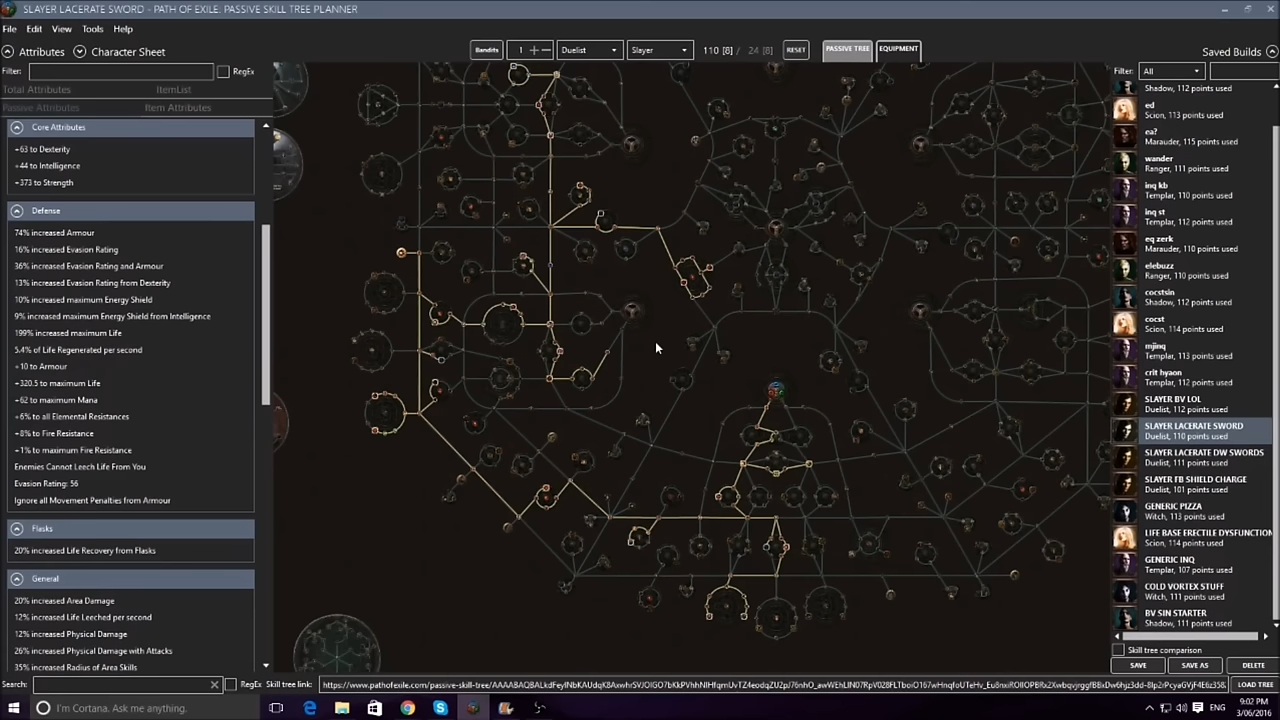 SLAYER LACERATE SWORD - PATH OF EXILE: PASSIVE SKILL TREE PLANNER
File Edit View Tools Help
Attributes Character Sheet
Bandits 1 +− Duelist Slayer 110 [8] / 24 [8] RESET PASSIVE TREE EQUIPMENT
Saved Builds
Filter: RegEx
Total Attributes ItemList
Passive Attributes Item Attributes
Core Attributes
+63 to Dexterity
+44 to Intelligence
+373 to Strength
Defense
74% increased Armour
16% increased Evasion Rating
36% increased Evasion Rating and Armour
13% increased Evasion Rating from Dexterity
10% increased maximum Energy Shield
9% increased maximum Energy Shield from Intelligence
199% increased maximum Life
5.4% of Life Regenerated per second
+10 to Armour
+320.5 to maximum Life
+62 to maximum Mana
+6% to all Elemental Resistances
+8% to Fire Resistance
+1% to maximum Fire Resistance
Enemies Cannot Leech Life From You
Evasion Rating: 56
Ignore all Movement Penalties from Armour
Flasks
20% increased Life Recovery from Flasks
General
20% increased Area Damage
12% increased Life Leeched per second
12% increased Physical Damage
26% increased Physical Damage with Attacks
35% increased Radius of Area Skills
Filter: All
Shadow, 112 points used
ed
Scion, 113 points used
ea?
Marauder, 115 points used
wander
Ranger, 111 points used
inq kb
Templar, 110 points used
inq st
Templar, 112 points used
eq zerk
Marauder, 110 points used
elebuzz
Ranger, 110 points used
cocstsin
Shadow, 112 points used
cocst
Scion, 114 points used
mjinq
Templar, 113 points used
crit hyaon
Templar, 112 points used
SLAYER BV LOL
Duelist, 112 points used
SLAYER LACERATE SWORD
Duelist, 110 points used
SLAYER LACERATE DW SWORDS
Duelist, 111 points used
SLAYER FB SHIELD CHARGE
Duelist, 101 points used
GENERIC PIZZA
Witch, 113 points used
LIFE BASE ERECTILE DYSFUNCTION
Scion, 114 points used
GENERIC INQ
Templar, 107 points used
COLD VORTEX STUFF
Witch, 111 points used
BV SIN STARTER
Shadow, 111 points used
Skill tree comparison
SAVE SAVE AS DELETE
Search: RegEx Skill tree link: LOAD TREE
I'm Cortana. Ask me anything.
ENG
9:02 PM
3/06/2016